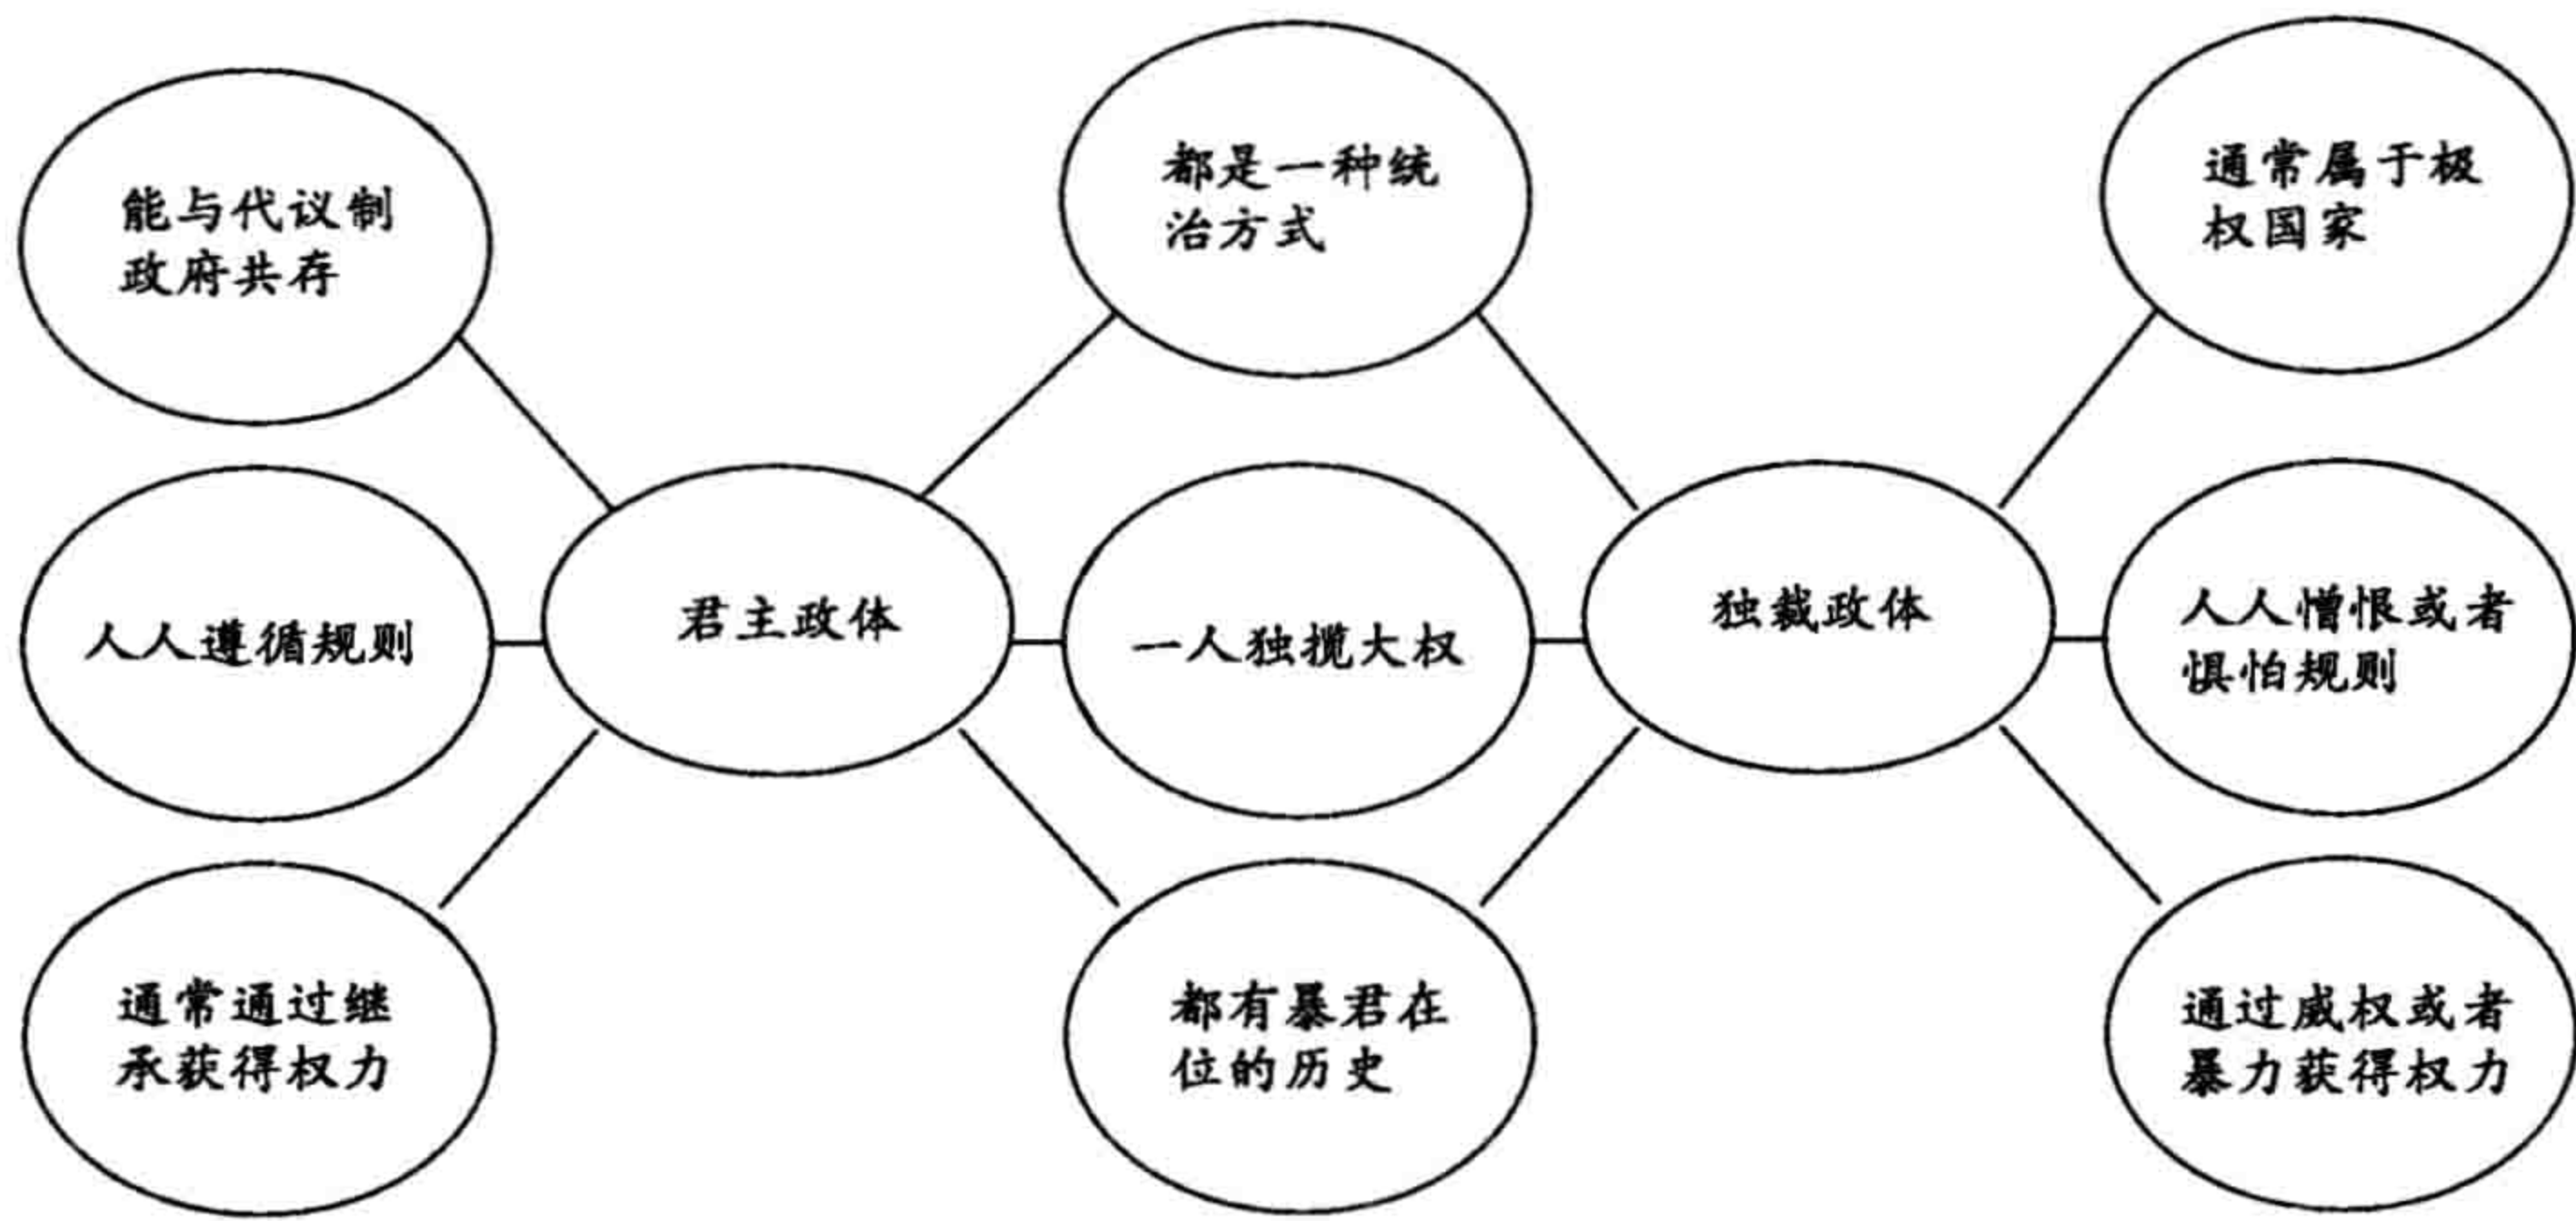 能与代议制
政府共存
都是一种统
治方式
通常属于极
权国家
人人遵循规则
君主政体
一人独揽大权
独裁政体
人人憎恨或者
惧怕规则
通常通过继
承获得权力
都有暴君在
位的历史
通过威权或者
暴力获得权力